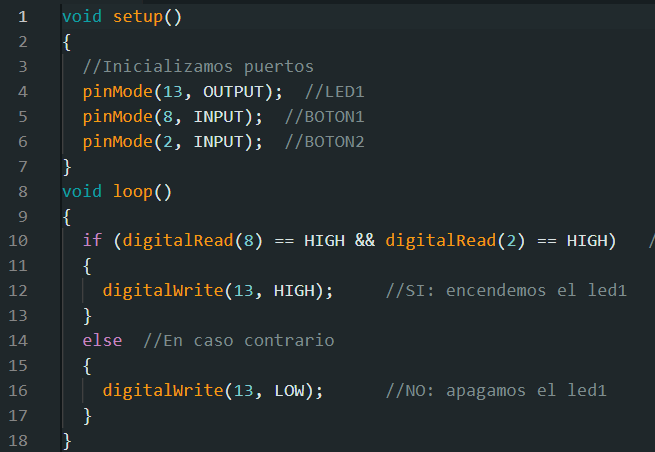 1 void setup()
2 {
3 //Inicializamos puertos
4 pinMode(13, OUTPUT);  //LED1
5 pinMode(8, INPUT);  //BOTON1
6 pinMode(2, INPUT);  //BOTON2
7 }
8 void loop()
9 {
10 if (digitalRead(8) == HIGH && digitalRead(2) == HIGH)   /
11 {
12 digitalWrite(13, HIGH);     //SI: encendemos el led1
13 }
14 else  //En caso contrario
15 {
16 digitalWrite(13, LOW);      //NO: apagamos el led1
17 }
18 }